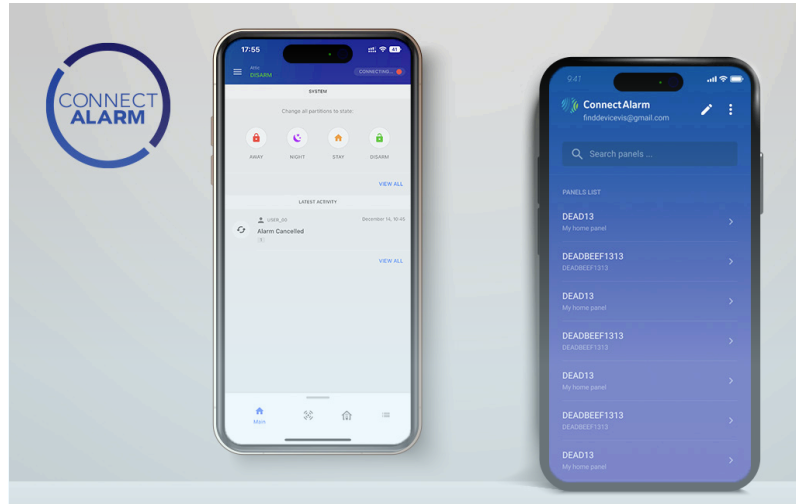 CONNECT
ALARM
17:55
DISARM
CONNECTING...
SYSTEM
Change all partitions to state:
AWAY
NIGHT
STAY
DISARM
VIEW ALL
LATEST ACTIVITY
December 14, 10:45
Alarm Cancelled
VIEW ALL
Main
9:41
ConnectAlarm
finddevicevis@gmail.com
Search panels ...
PANELS LIST
DEAD13
My home panel
DEADBEEF1313
DEADBEEF1313
DEAD13
My home panel
DEADBEEF1313
DEADBEEF1313
DEAD13
My home panel
DEADBEEF1313
DEADBEEF1313
DEAD13
My home panel